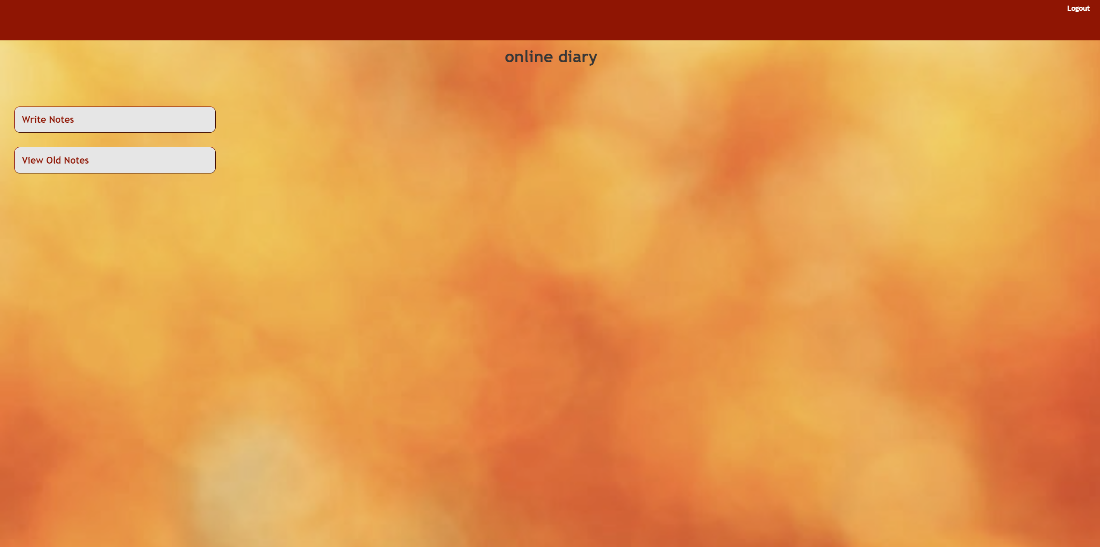 Logout
online diary
Write Notes
View Old Notes